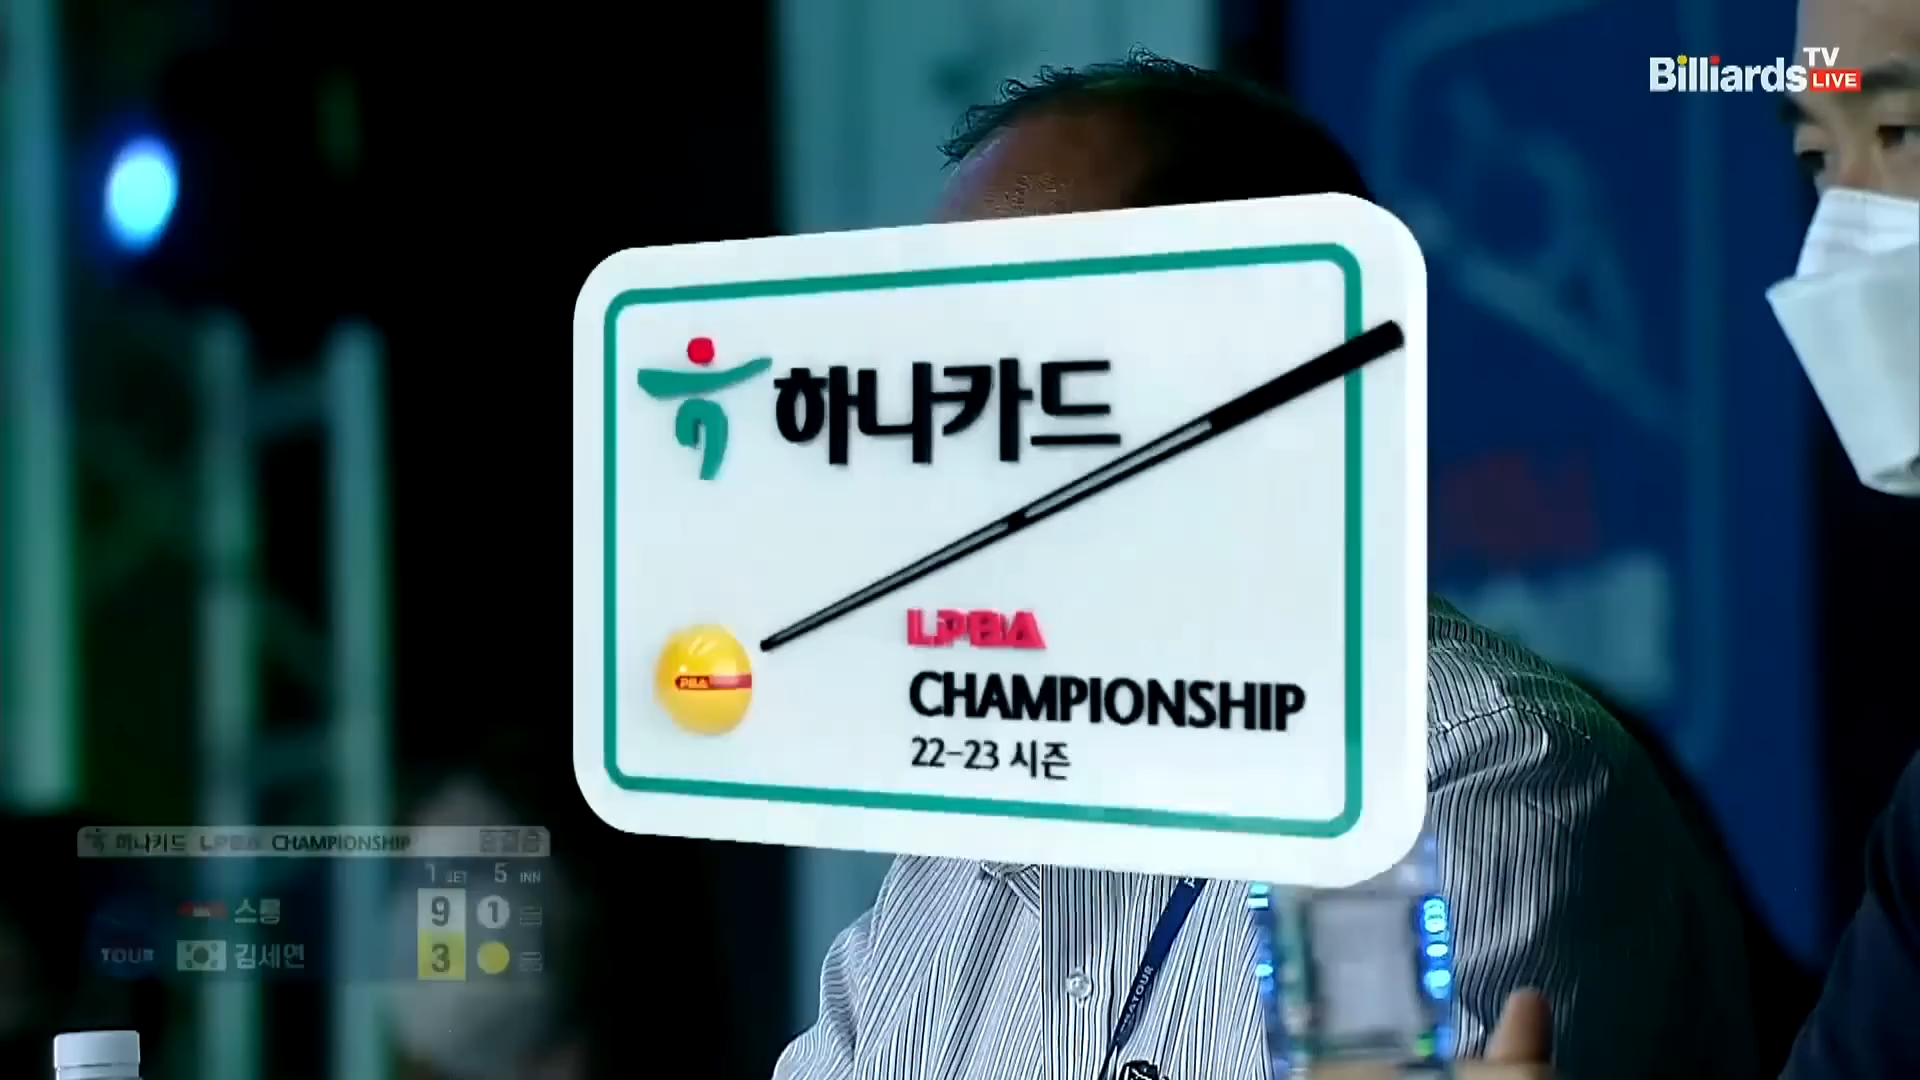 Billiards TV
LIVE
하나카드
LPBA
CHAMPIONSHIP
22-23 시즌
PBA
하나카드 LPBA CHAMPIONSHIP
1 SET 5 INN
스롱 9 1
TOUR 김세연 3